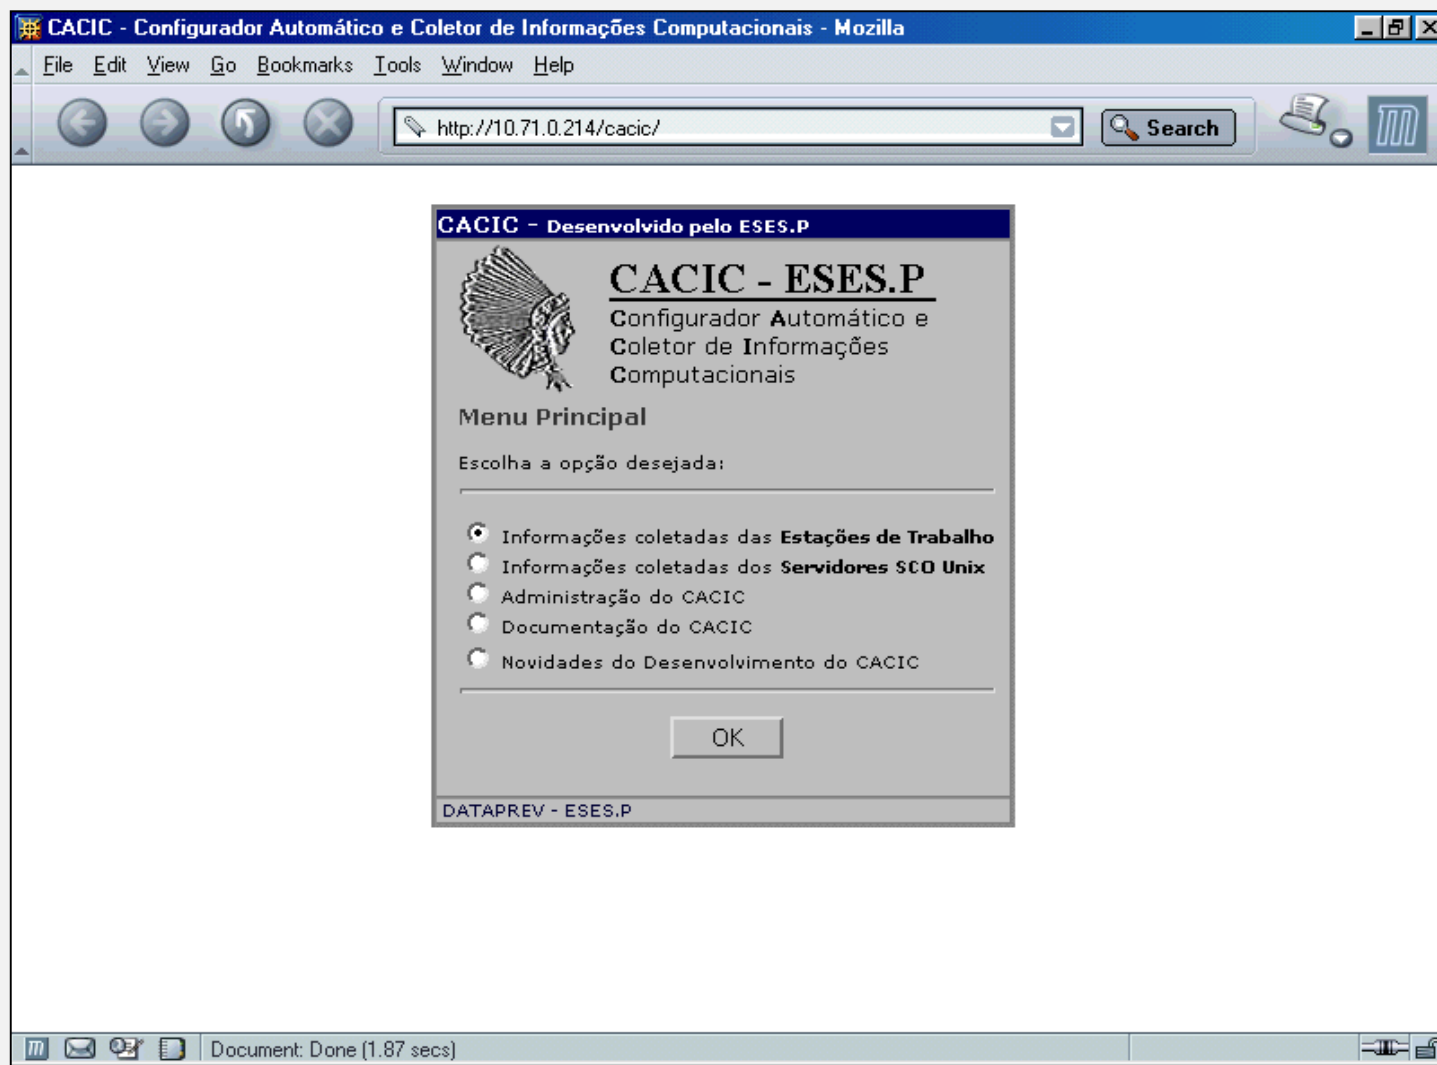 CACIC - Configurador Automático e Coletor de Informações Computacionais - Mozilla
File Edit View Go Bookmarks Tools Window Help
http://10.71.0.214/cacic/ Search
CACIC - Desenvolvido pelo ESES.P
CACIC - ESES.P
Configurador Automático e
Coletor de Informações
Computacionais
Menu Principal
Escolha a opção desejada:
Informações coletadas das Estações de Trabalho
Informações coletadas dos Servidores SCO Unix
Administração do CACIC
Documentação do CACIC
Novidades do Desenvolvimento do CACIC
OK
DATAPREV - ESES.P
Document: Done (1.87 secs)